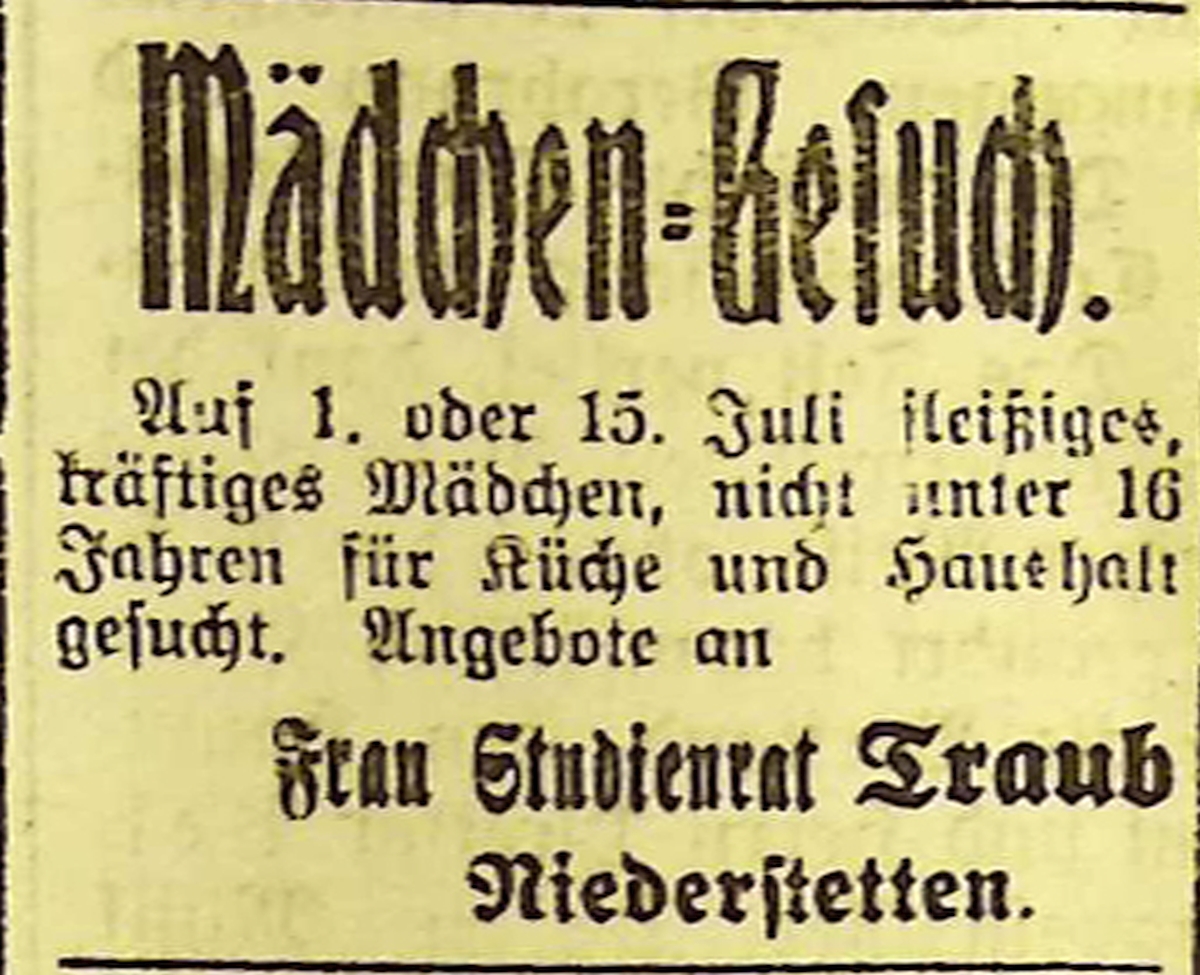 Mädchen-Gesuch.
Auf 1. oder 15. Juli fleißiges,
kräftiges Mädchen, nicht unter 16
Jahren für Küche und Haushalt
gesucht. Angebote an
Frau Studienrat Traub
Niederstetten.